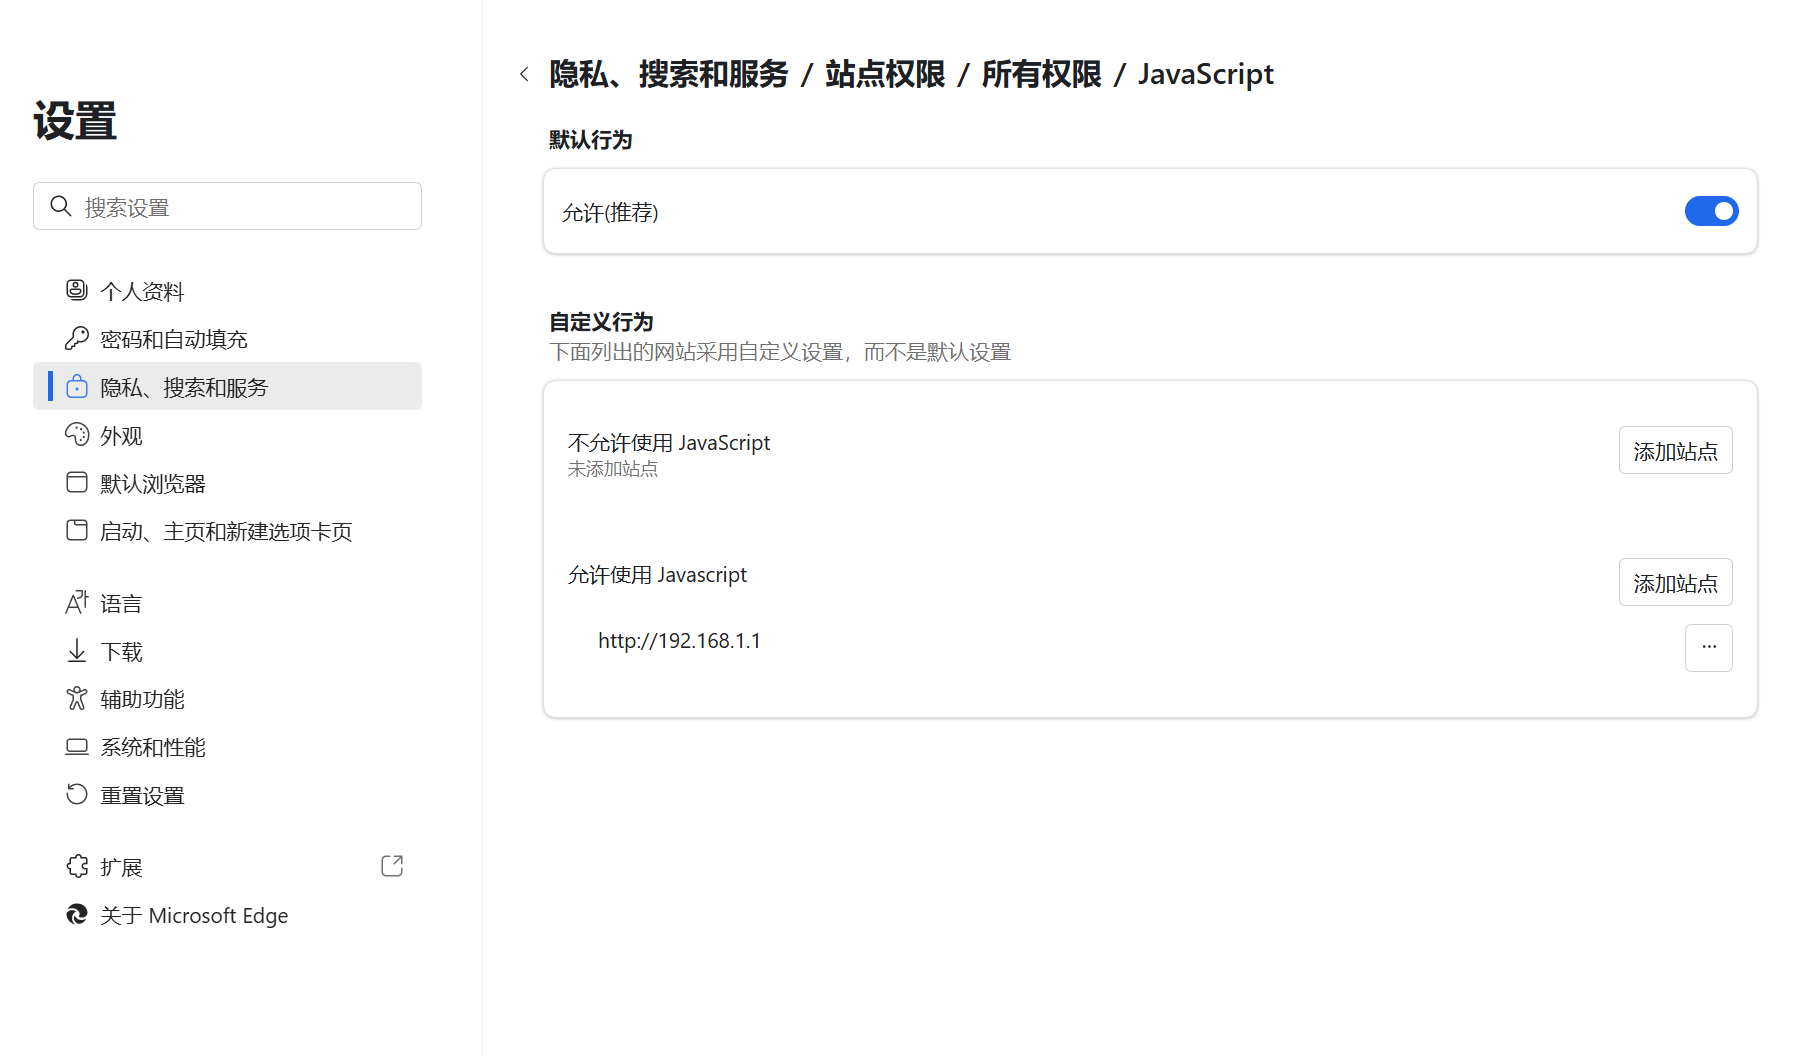 设置
搜索设置
个人资料
密码和自动填充
隐私、搜索和服务
外观
默认浏览器
启动、主页和新建选项卡页
语言
下载
辅助功能
系统和性能
重置设置
扩展
关于 Microsoft Edge
隐私、搜索和服务 / 站点权限 / 所有权限 / JavaScript
默认行为
允许(推荐)
自定义行为
下面列出的网站采用自定义设置，而不是默认设置
不允许使用 JavaScript
未添加站点
添加站点
允许使用 Javascript
添加站点
http://192.168.1.1